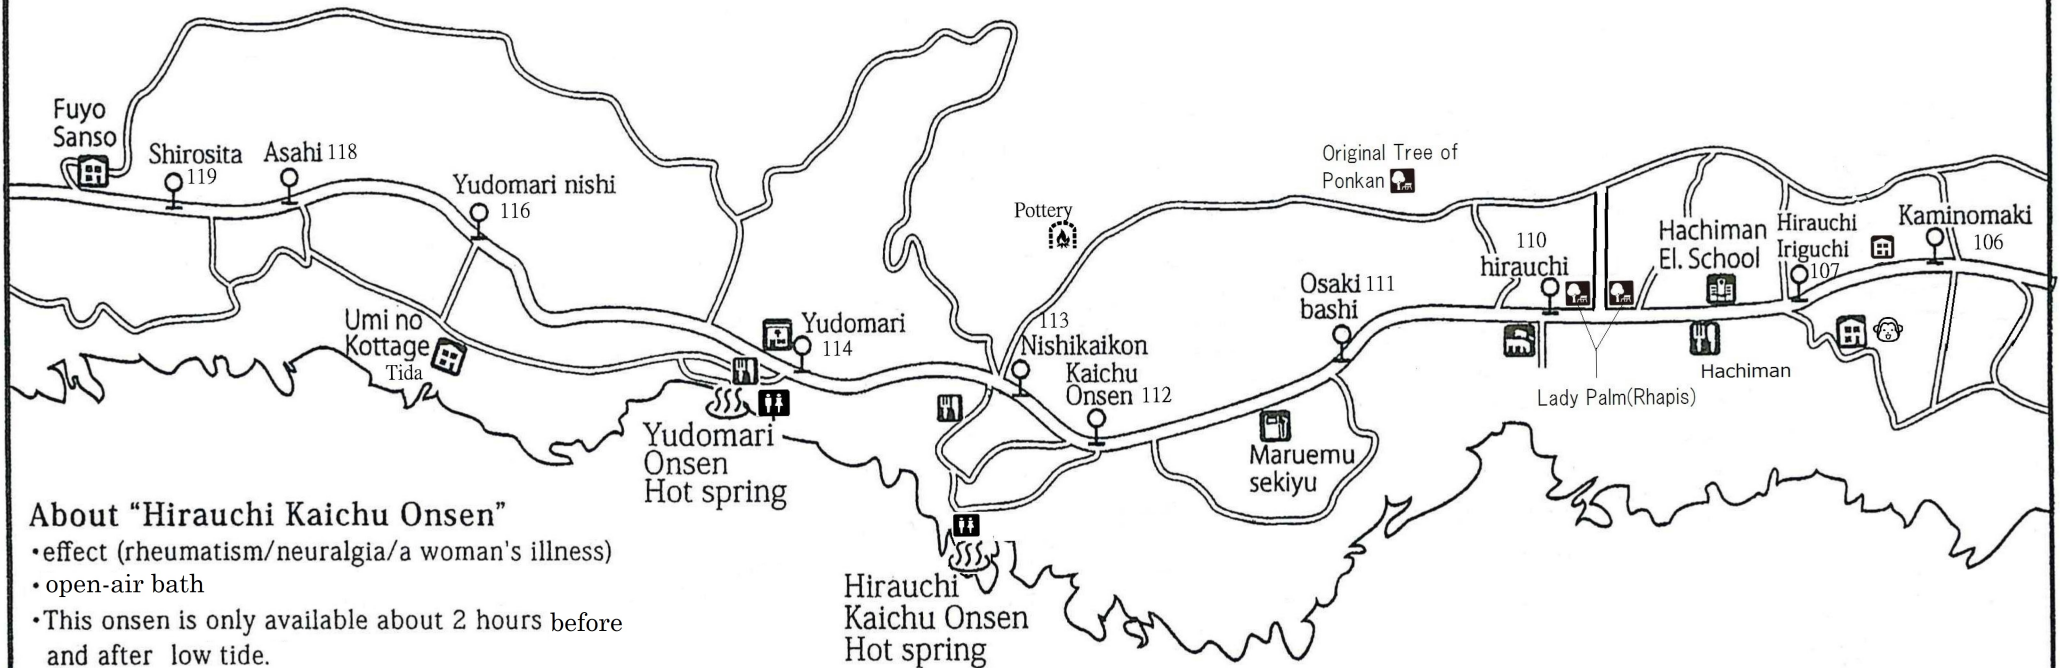 Fuyo
Sanso
Shirosita
119
Asahi 118
Yudomari nishi
116
Umi no
Kottage
Tida
Yudomari
114
Yudomari
Onsen
Hot spring
Pottery
113
Nishikaikon
Kaichu
Onsen 112
Hirauchi
Kaichu Onsen
Hot spring
Osaki 111
bashi
Maruemu
sekiyu
Original Tree of
Ponkan
110
hirauchi
Lady Palm(Rhapis)
Hachiman
El. School
Hachiman
Hirauchi
Iriguchi
107
Kaminomaki
106
About “Hirauchi Kaichu Onsen”
・effect (rheumatism/neuralgia/a woman's illness)
・open-air bath
・This onsen is only available about 2 hours before
and after low tide.